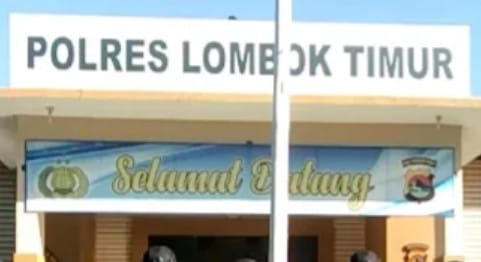 POLRES LOMBOK TIMUR
Selamat Datang